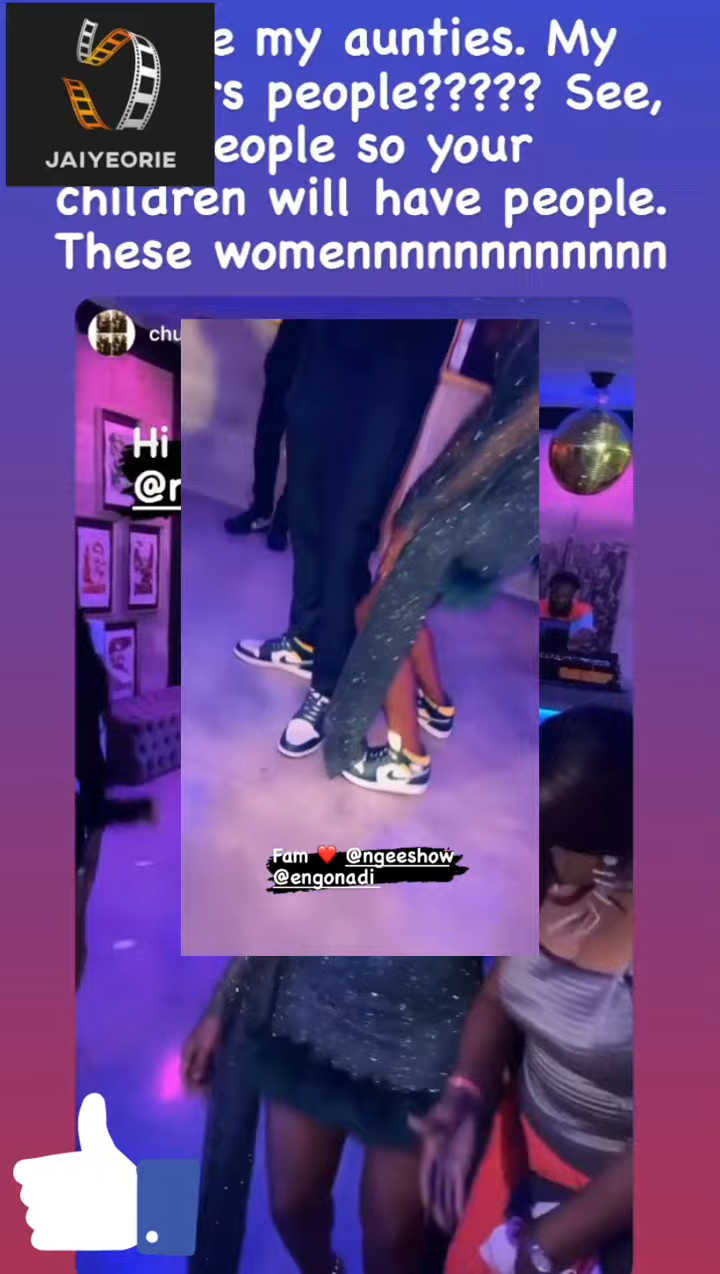 e my aunties. My
JAIYEORIE
rs people????? See,
eople so your
children will have people.
These womennnnnnnnnnnnn
chu
Hi
@r
Fam ❤️ @ngeeshow
@engonadi